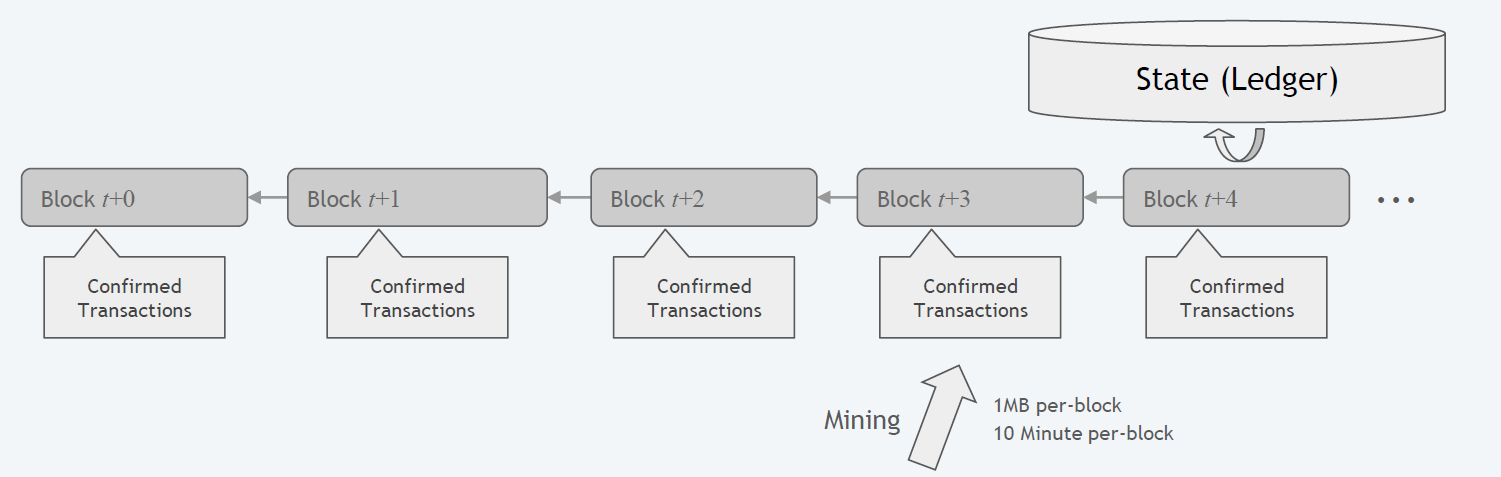 State (Ledger)
Block t+0
Block t+1
Block t+2
Block t+3
Block t+4
...
Confirmed
Transactions
Confirmed
Transactions
Confirmed
Transactions
Confirmed
Transactions
Confirmed
Transactions
Mining
1MB per-block
10 Minute per-block